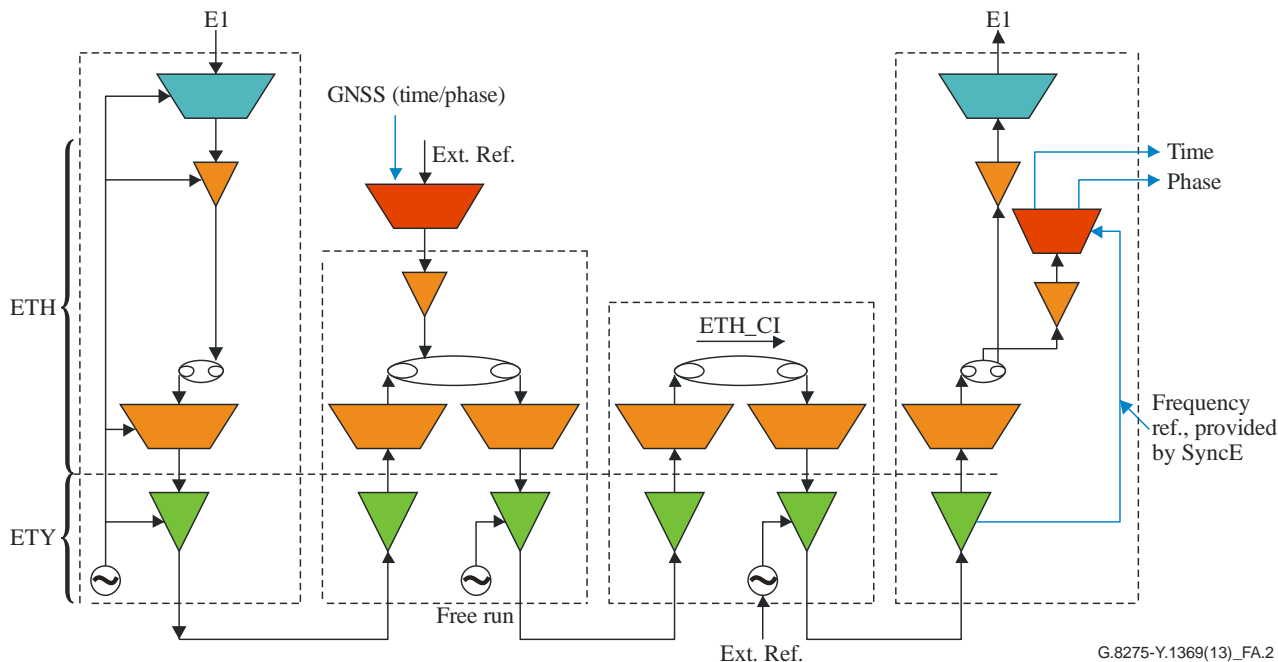 E1
E1
GNSS (time/phase)
Ext. Ref.
Time
Phase
ETH
ETH_CI
Frequency
ref., provided
by SyncE
ETY
Free run
Ext. Ref.
G.8275-Y.1369(13)_FA.2